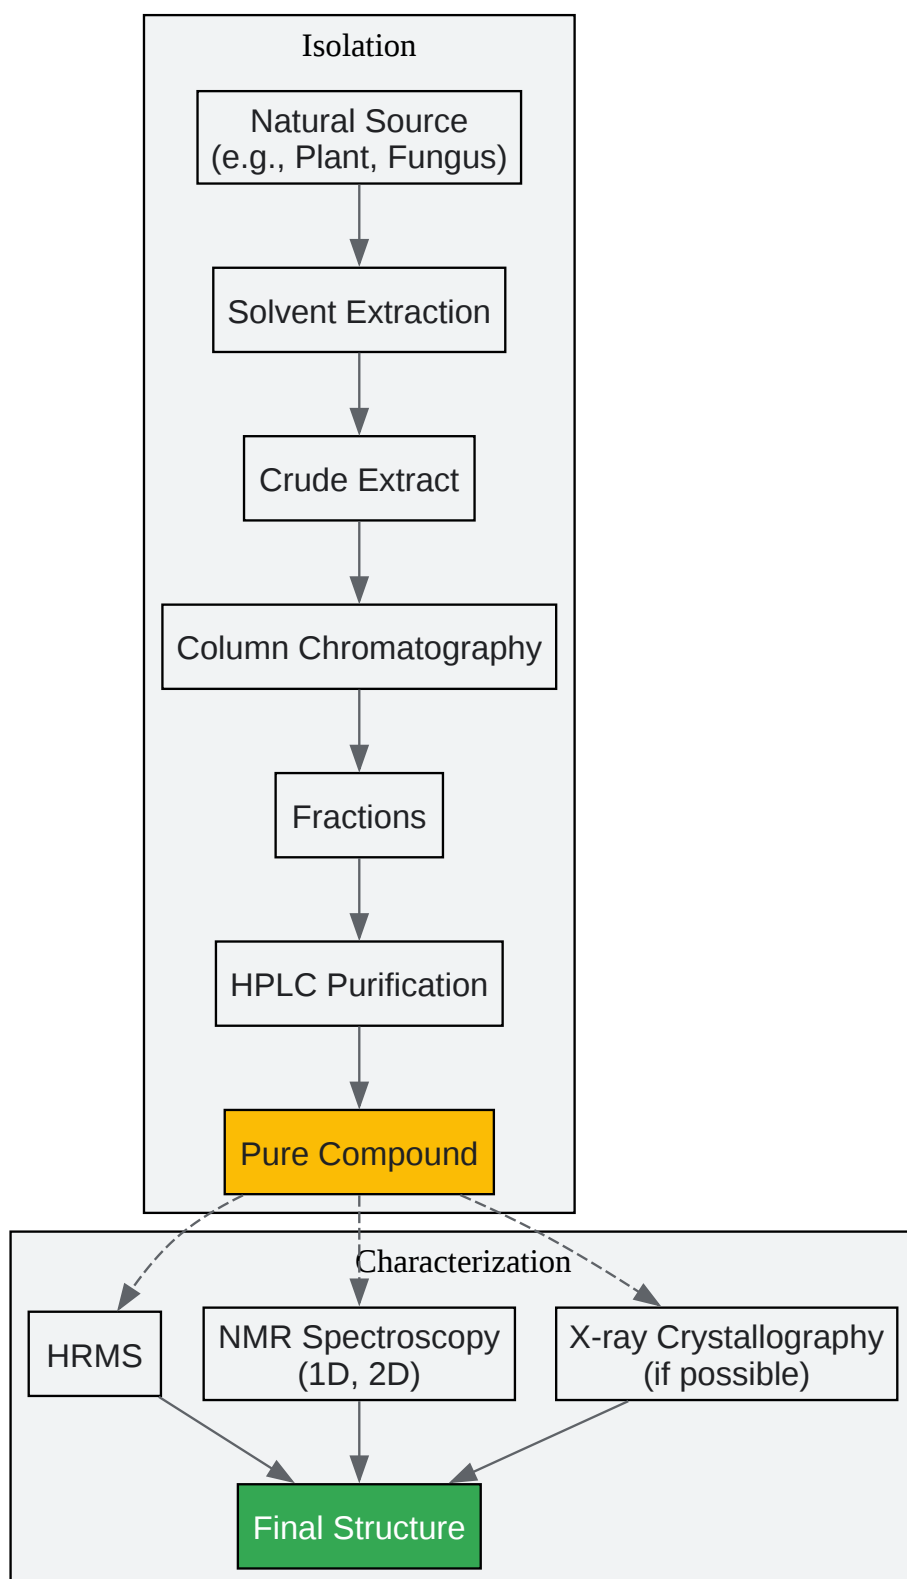 Isolation
Natural Source
(e.g., Plant, Fungus)
Solvent Extraction
Crude Extract
Column Chromatography
Fractions
HPLC Purification
Pure Compound
Characterization
HRMS
NMR Spectroscopy
(1D, 2D)
X-ray Crystallography
(if possible)
Final Structure